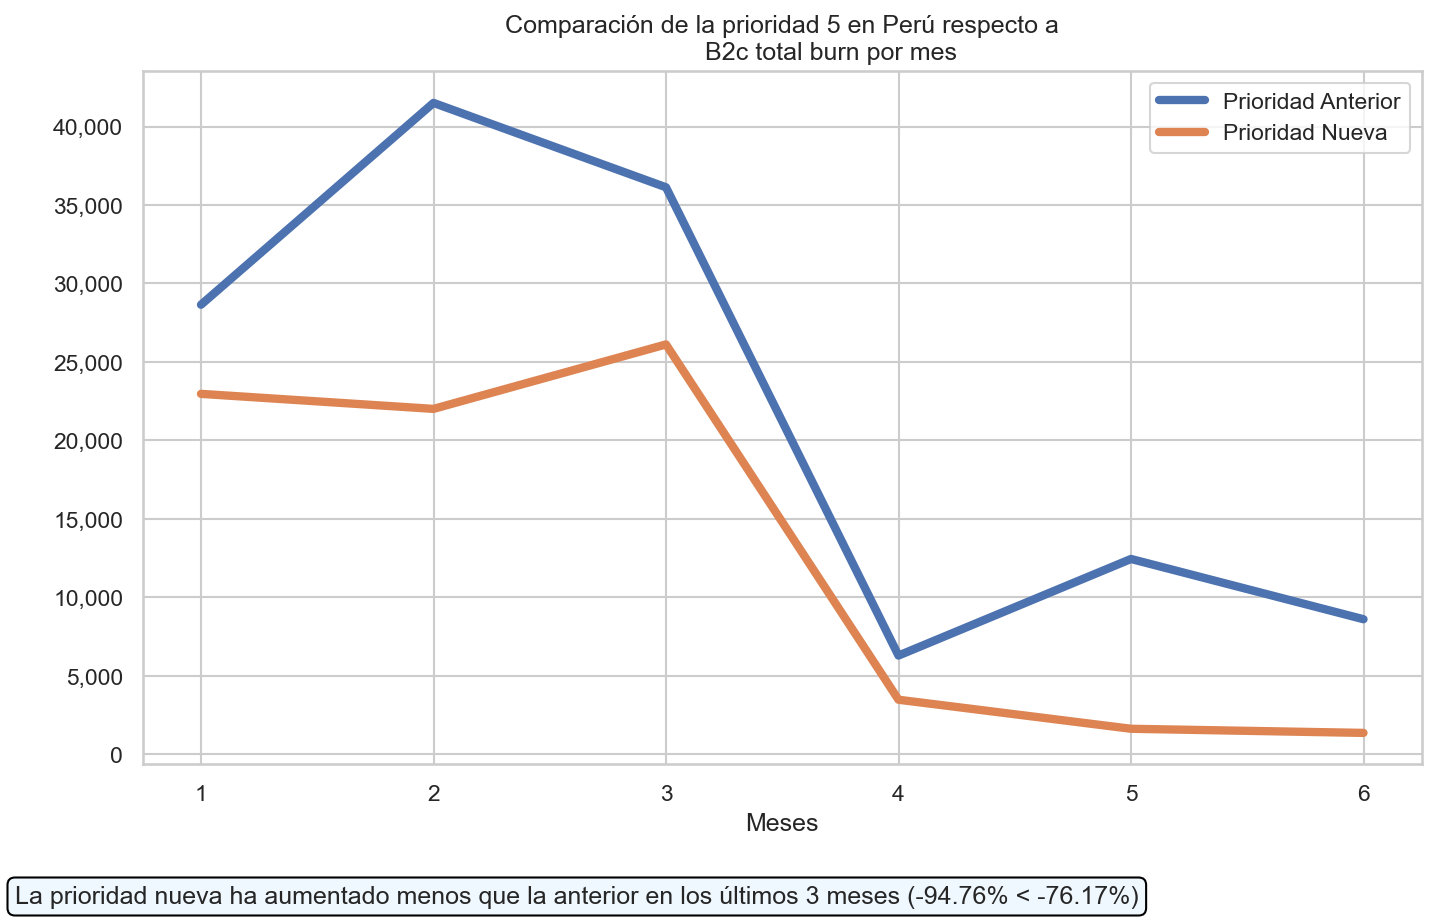 Comparación de la prioridad 5 en Perú respecto a
B2c total burn por mes
Prioridad Anterior
Prioridad Nueva
40,000
35,000
30,000
25,000
20,000
15,000
10,000
5,000
0
1 2 3 4 5 6
Meses
La prioridad nueva ha aumentado menos que la anterior en los últimos 3 meses (-94.76% < -76.17%)